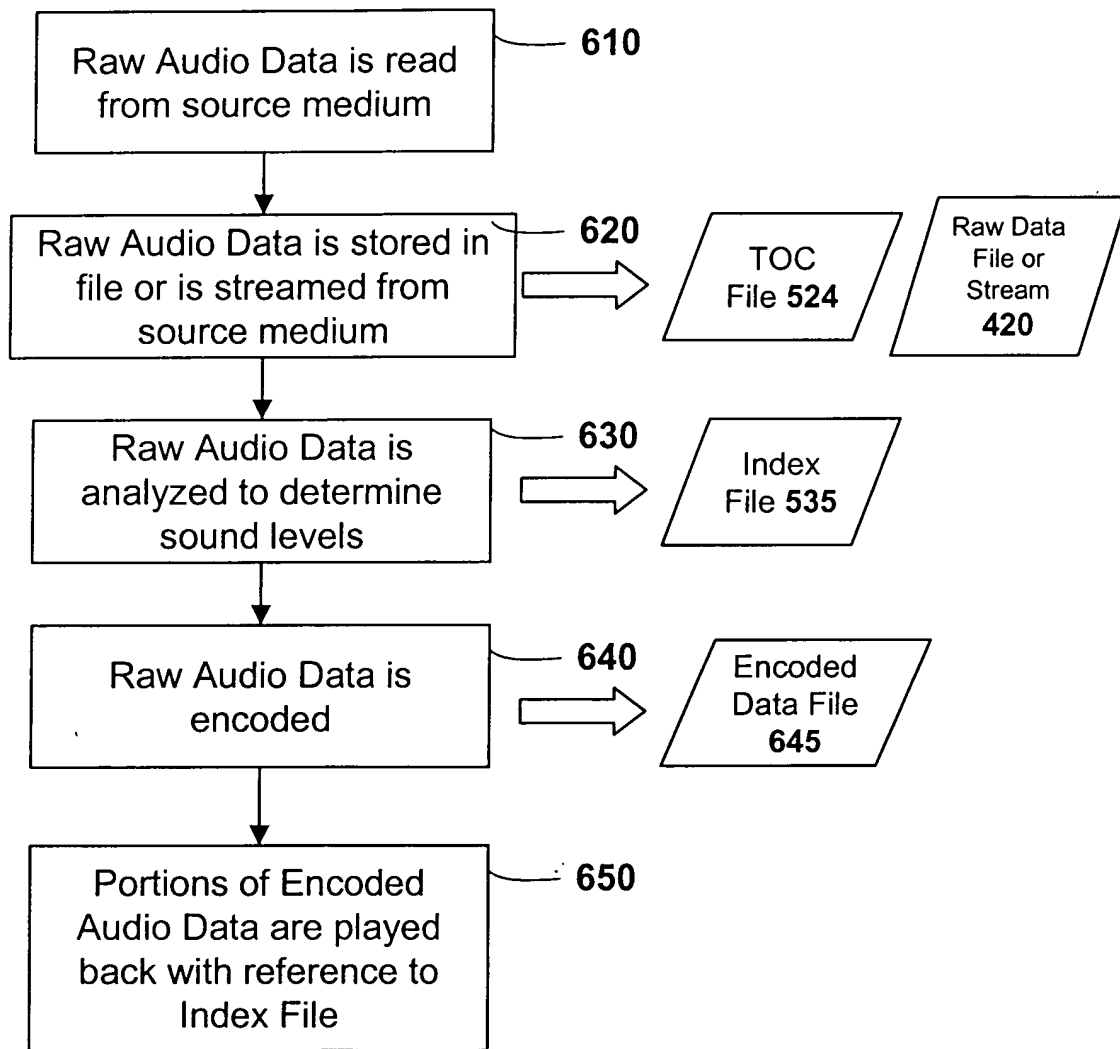 Raw Audio Data is read
from source medium
610
Raw Audio Data is stored in
file or is streamed from
source medium
620
TOC
File 524
Raw Data
File or
Stream
420
Raw Audio Data is
analyzed to determine
sound levels
630
Index
File 535
Raw Audio Data is
encoded
640
Encoded
Data File
645
Portions of Encoded
Audio Data are played
back with reference to
Index File
650